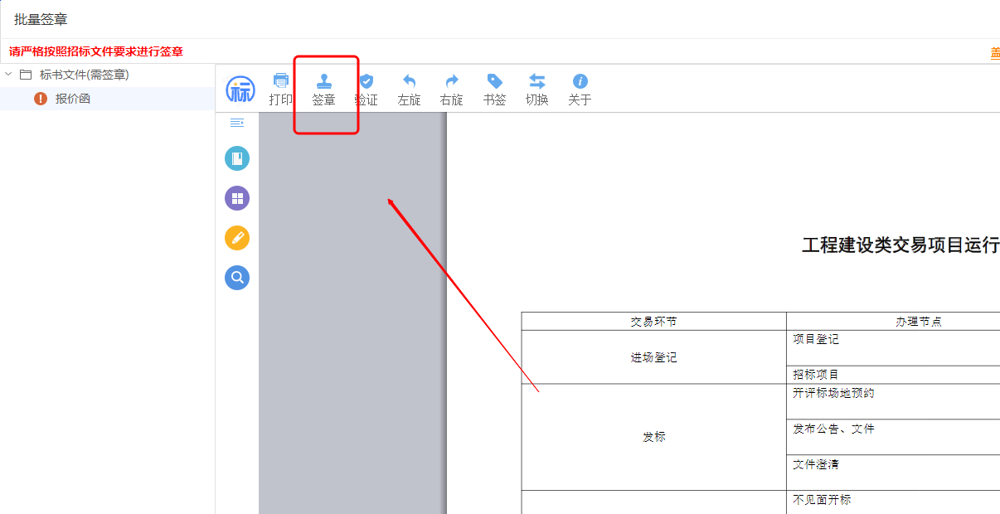 批量签章
请严格按照招标文件要求进行签章
盖
标书文件(需签章)
报价函
标
打印 签章 验证 左旋 右旋 书签 切换 关于
工程建设类交易项目运行
交易环节 办理节点
进场登记
项目登记
招标项目
发标
开评标场地预约
发布公告、文件
文件澄清
不见面开标